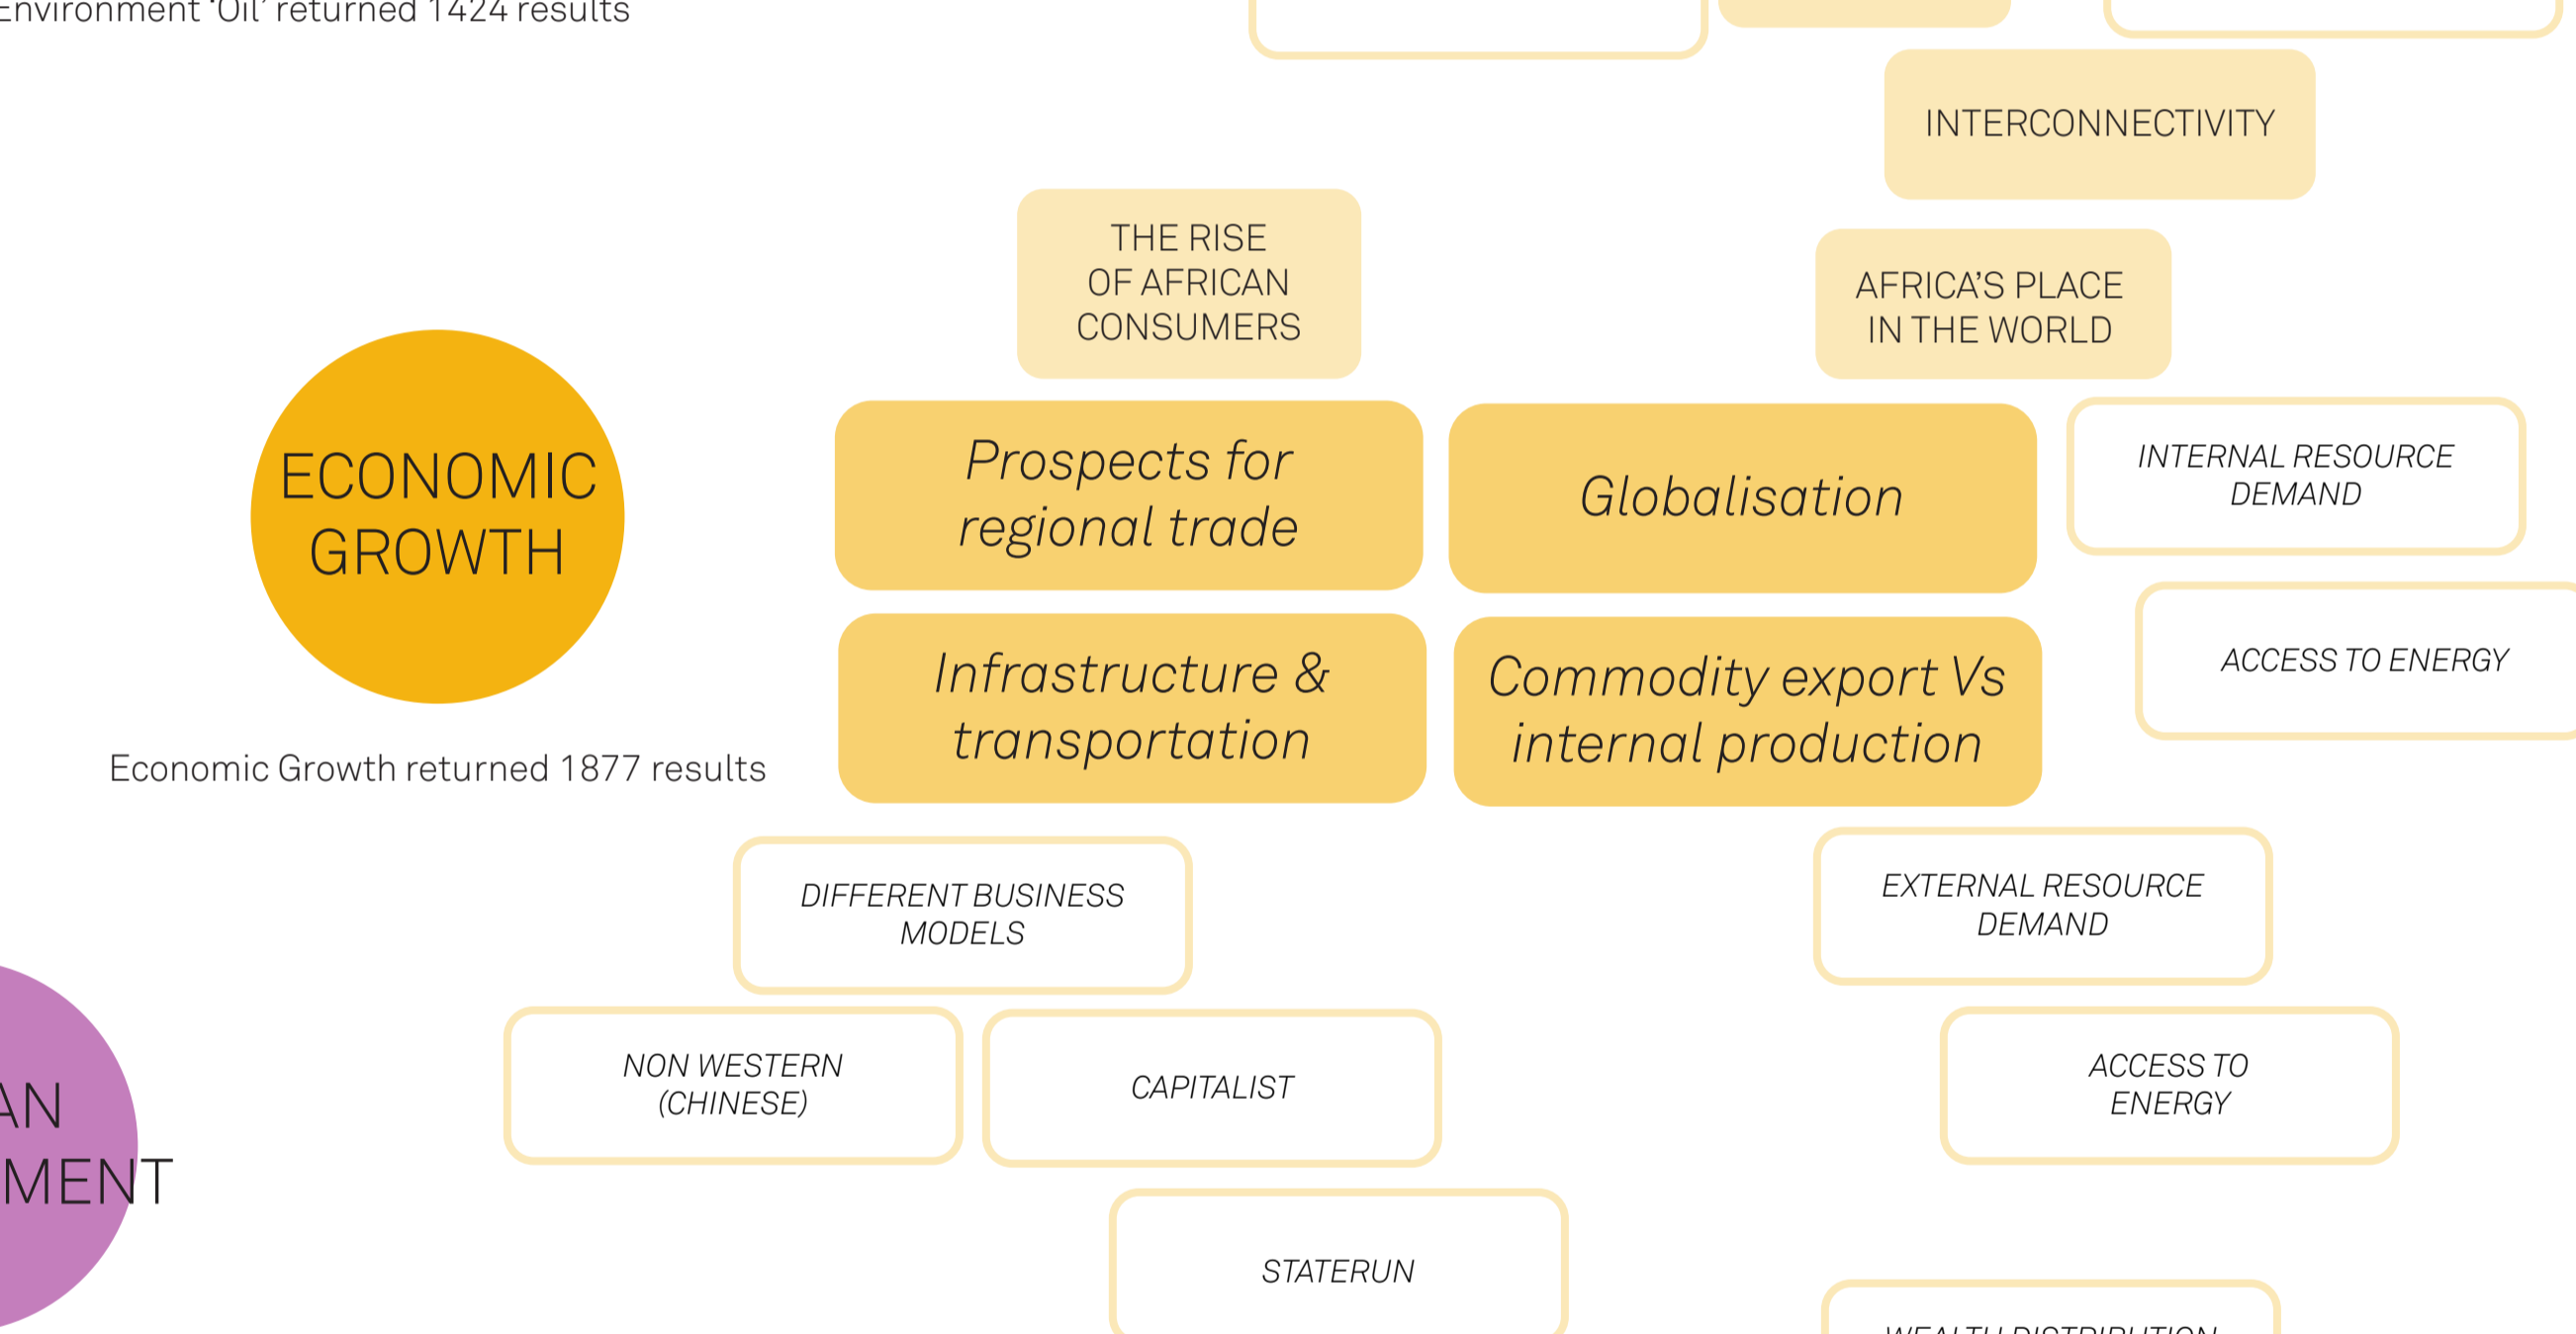 Environment ‘Oil’ returned 1424 results
INTERCONNECTIVITY
THE RISE
OF AFRICAN
CONSUMERS
AFRICA’S PLACE
IN THE WORLD
ECONOMIC
GROWTH
Economic Growth returned 1877 results
Prospects for
regional trade
Globalisation
INTERNAL RESOURCE
DEMAND
Infrastructure &
transportation
Commodity export Vs
internal production
ACCESS TO ENERGY
DIFFERENT BUSINESS
MODELS
EXTERNAL RESOURCE
DEMAND
NON WESTERN
(CHINESE)
CAPITALIST
ACCESS TO
ENERGY
AN
MENT
STATERUN
WEALTH DISTRIBUTION